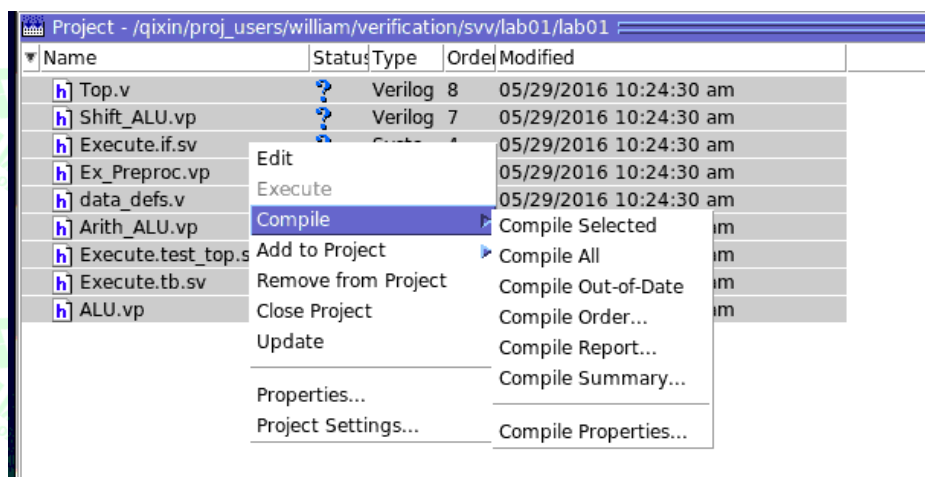 Project - /qixin/proj_users/william/verification/svv/lab01/lab01
Name Status Type Order Modified
Top.v Verilog 8 05/29/2016 10:24:30 am
Shift_ALU.vp Verilog 7 05/29/2016 10:24:30 am
Execute.if.sv 05/29/2016 10:24:30 am
Ex_Preproc.vp 05/29/2016 10:24:30 am
data_defs.v 05/29/2016 10:24:30 am
Arith_ALU.vp am
Execute.test_top.s am
Execute.tb.sv am
ALU.vp am
Edit
Execute
Compile
Add to Project
Remove from Project
Close Project
Update
Properties...
Project Settings...
Compile Selected
Compile All
Compile Out-of-Date
Compile Order...
Compile Report...
Compile Summary...
Compile Properties...